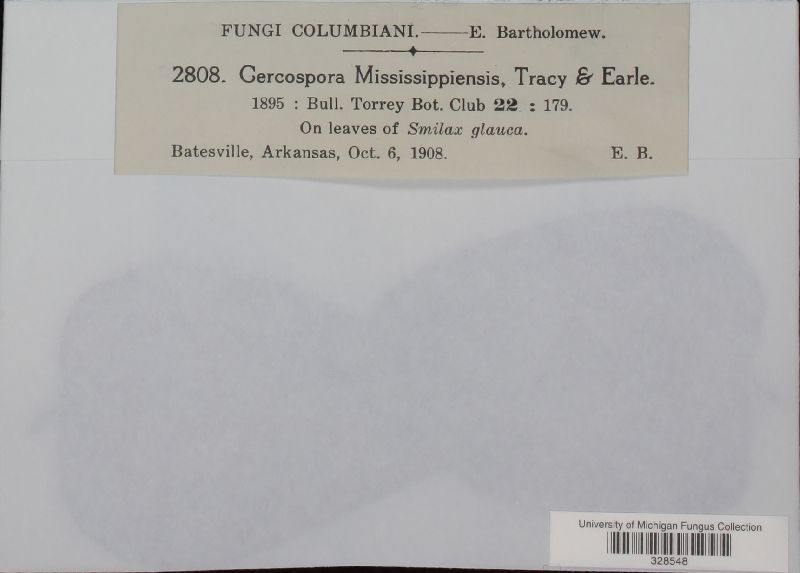 FUNGI COLUMBIANI.——E. Bartholomew.
2808. Cercospora Mississippiensis, Tracy & Earle.
1895 : Bull. Torrey Bot. Club 22 : 179.
On leaves of Smilax glauca.
Batesville, Arkansas, Oct. 6, 1908. E. B.
University of Michigan Fungus Collection
328548